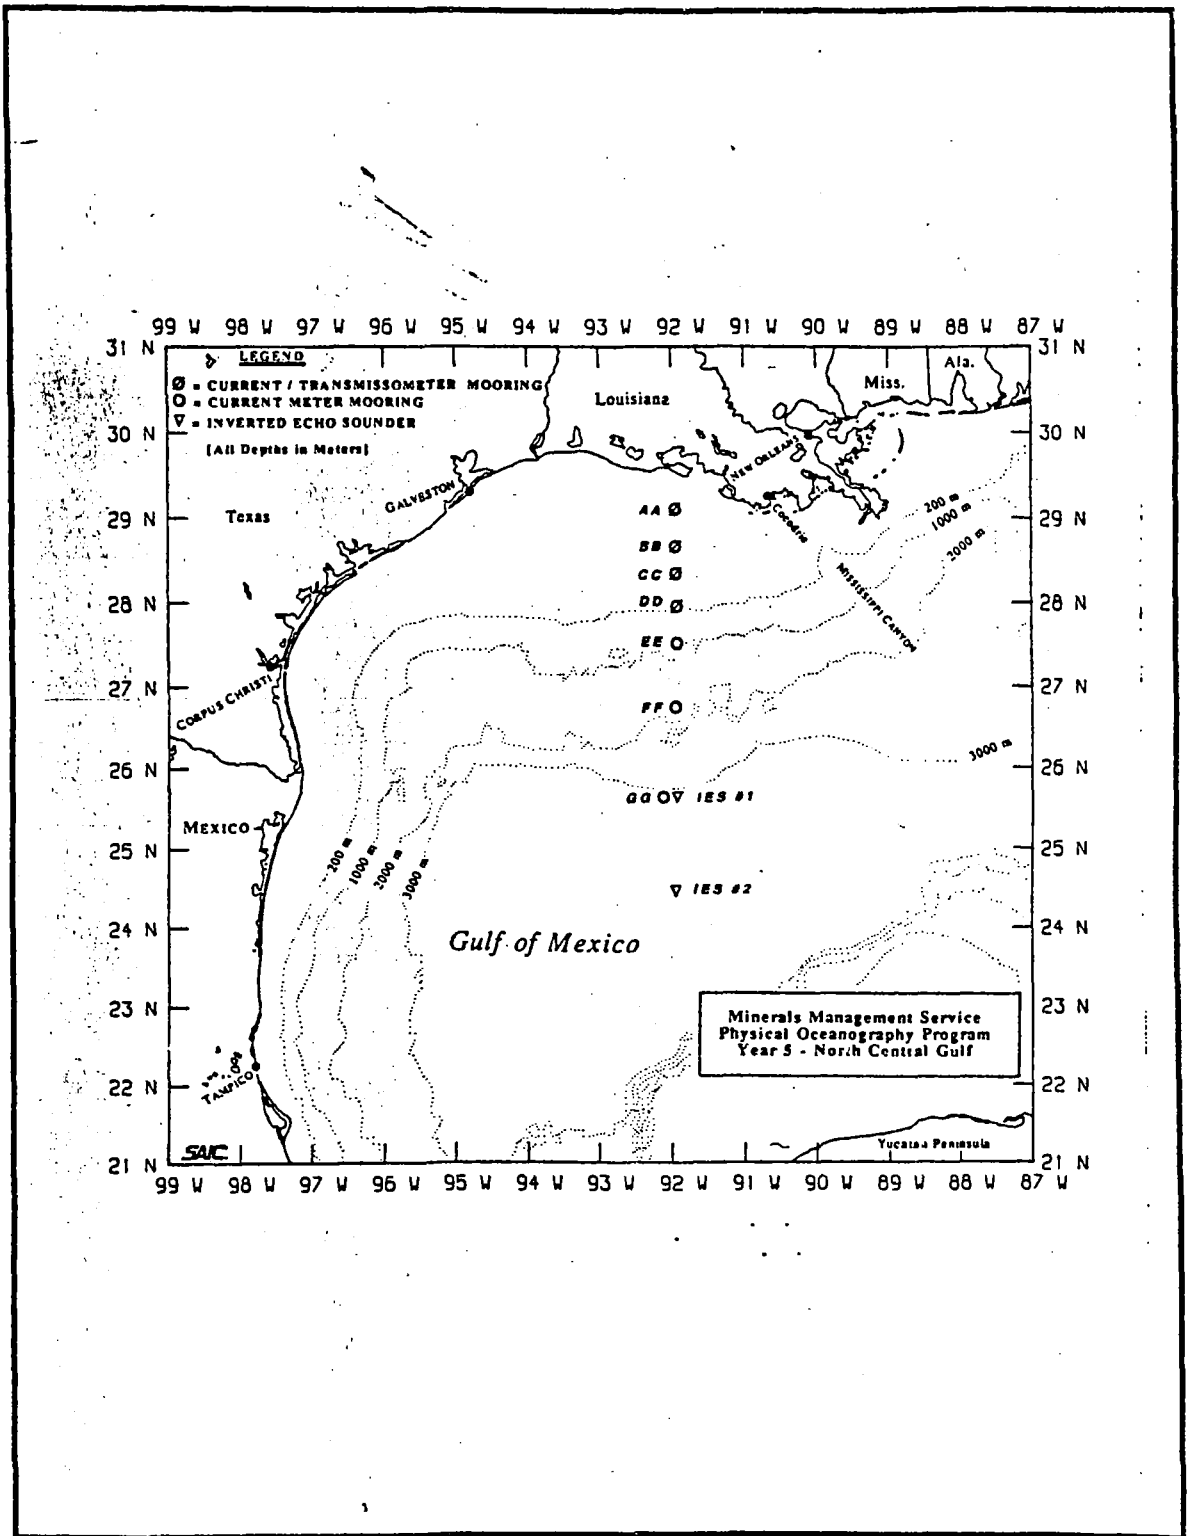 99 W 98 W 97 W 96 W 95 W 94 W 93 W 92 W 91 W 90 W 89 W 88 W 87 W
31 N
31 N
LEGEND
Ø = CURRENT / TRANSMISSOMETER MOORING
O = CURRENT METER MOORING
▽ = INVERTED ECHO SOUNDER
[All Depths in Meters]
Louisiana
Miss.
Ala.
30 N
30 N
NEW ORLEANS
GALVESTON
Texas
29 N
29 N
AA Ø
Cocodrie
200 m
1000 m
2000 m
BB Ø
CC Ø
28 N
28 N
DD Ø
MISSISSIPPI CANYON
EE O
27 N
27 N
CORPUS CHRISTI
FF O
3000 m
26 N
26 N
GG O▽ IES #1
MEXICO
25 N
25 N
200 m
1000 m
2000 m
3000 m
▽ IES #2
24 N
24 N
Gulf of Mexico
23 N
23 N
Minerals Management Service
Physical Oceanography Program
Year 5 - North Central Gulf
22 N
22 N
TAMPICO
SAIC
Yucatan Peninsula
21 N
21 N
99 W 98 W 97 W 96 W 95 W 94 W 93 W 92 W 91 W 90 W 89 W 88 W 87 W